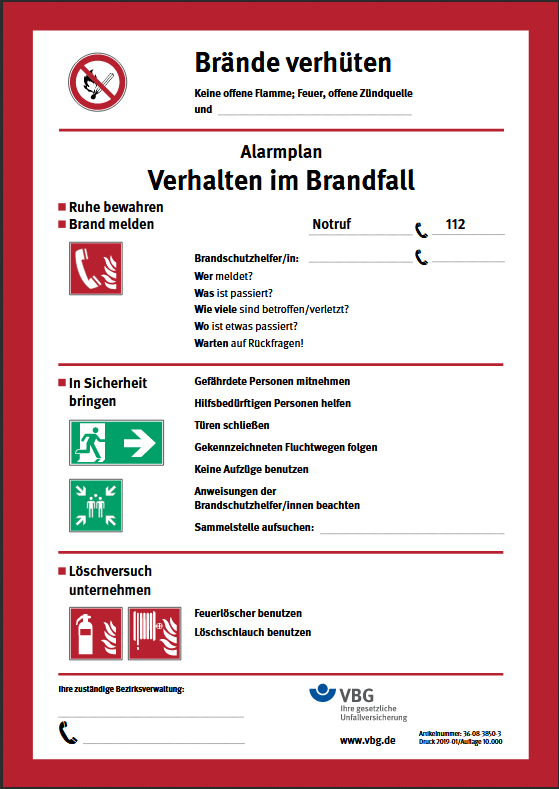 Brände verhüten
Keine offene Flamme; Feuer, offene Zündquelle
und
Alarmplan
Verhalten im Brandfall
Ruhe bewahren
Brand melden
Notruf 112
Brandschutzhelfer/in:
Wer meldet?
Was ist passiert?
Wie viele sind betroffen/verletzt?
Wo ist etwas passiert?
Warten auf Rückfragen!
In Sicherheit
bringen
Gefährdete Personen mitnehmen
Hilfsbedürftigen Personen helfen
Türen schließen
Gekennzeichneten Fluchtwegen folgen
Keine Aufzüge benutzen
Anweisungen der
Brandschutzhelfer/innen beachten
Sammelstelle aufsuchen:
Löschversuch
unternehmen
Feuerlöscher benutzen
Löschschlauch benutzen
Ihre zuständige Bezirksverwaltung:
VBG
Ihre gesetzliche
Unfallversicherung
www.vbg.de
Artikelnummer: 36-08-3850-3
Druck 2019-01/Auflage 10.000